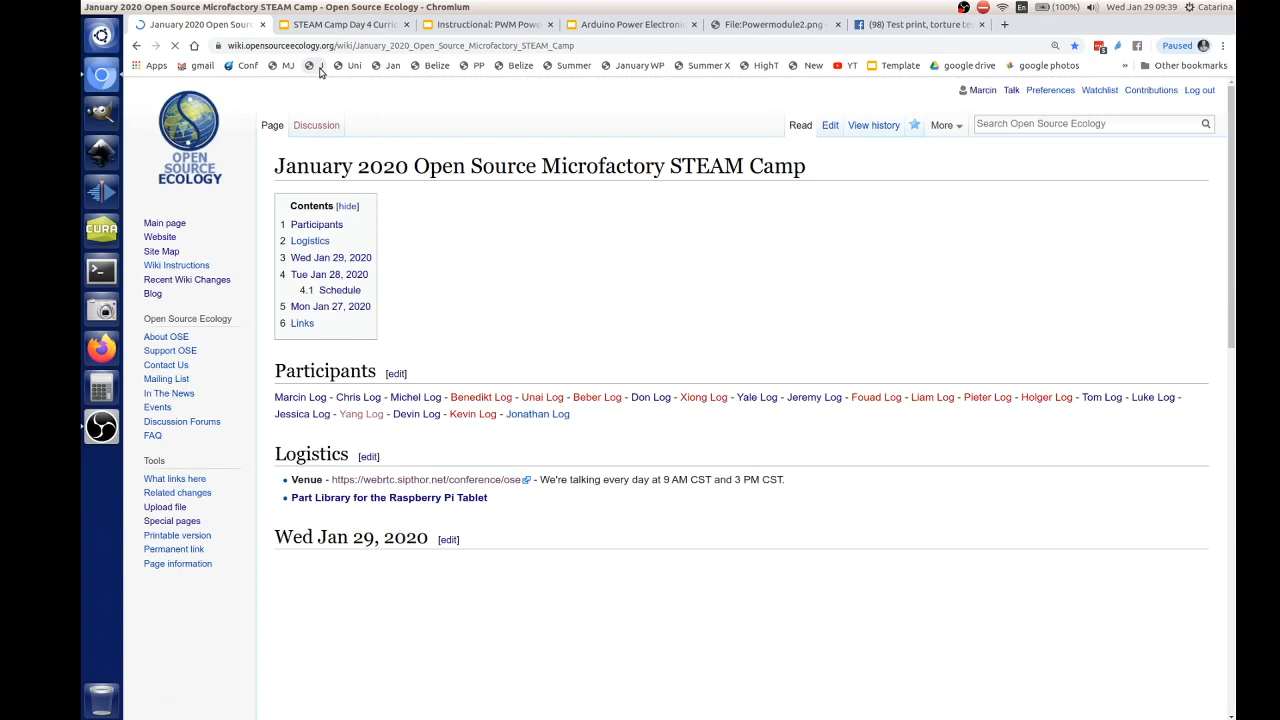 January 2020 Open Source Microfactory STEAM Camp - Open Source Ecology - Chromium
En (100%) Wed Jan 29 09:39 Catarina
January 2020 Open Sour STEAM Camp Day 4 Curric Instructional: PWM Powe Arduino Power Electronic File:Powermodule2.png (98) Test print, torture te
wiki.opensourceecology.org/wiki/January_2020_Open_Source_Microfactory_STEAM_Camp Paused
Apps gmail Conf MJ J Uni Jan Belize PP Belize Summer January WP Summer X HighT New YT Template google drive google photos » Other bookmarks
Marcin Talk Preferences Watchlist Contributions Log out
Page Discussion Read Edit View history More Search Open Source Ecology
OPEN
SOURCE
ECOLOGY
January 2020 Open Source Microfactory STEAM Camp
Contents [hide]
1 Participants
2 Logistics
3 Wed Jan 29, 2020
4 Tue Jan 28, 2020
4.1 Schedule
5 Mon Jan 27, 2020
6 Links
Main page
Website
Site Map
Wiki Instructions
Recent Wiki Changes
Blog
Open Source Ecology
About OSE
Support OSE
Contact Us
Mailing List
In The News
Events
Discussion Forums
FAQ
Tools
What links here
Related changes
Upload file
Special pages
Printable version
Permanent link
Page information
CURA
Participants [edit]
Marcin Log - Chris Log - Michel Log - Benedikt Log - Unai Log - Beber Log - Don Log - Xiong Log - Yale Log - Jeremy Log - Fouad Log - Liam Log - Pieter Log - Holger Log - Tom Log - Luke Log -
Jessica Log - Yang Log - Devin Log - Kevin Log - Jonathan Log
Logistics [edit]
• Venue - https://webrtc.sipthor.net/conference/ose - We're talking every day at 9 AM CST and 3 PM CST.
• Part Library for the Raspberry Pi Tablet
Wed Jan 29, 2020 [edit]